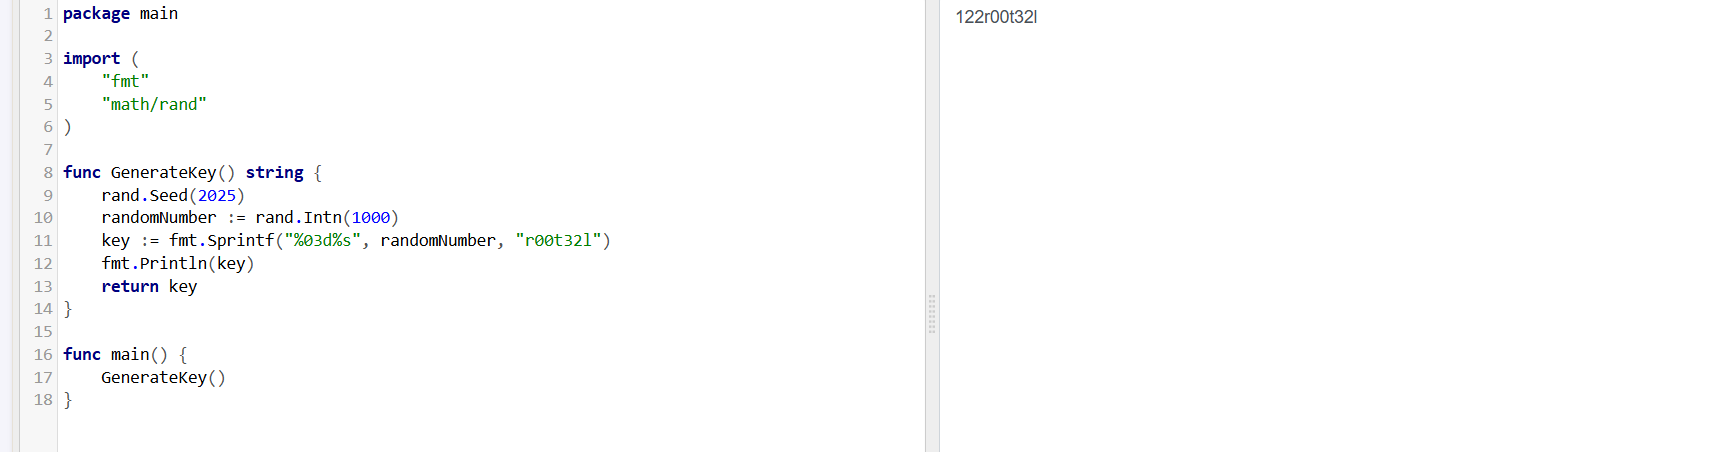 1 package main
2
3 import (
4     "fmt"
5     "math/rand"
6 )
7
8 func GenerateKey() string {
9     rand.Seed(2025)
10     randomNumber := rand.Intn(1000)
11     key := fmt.Sprintf("%03d%s", randomNumber, "r00t32l")
12     fmt.Println(key)
13     return key
14 }
15
16 func main() {
17     GenerateKey()
18 }
122r00t32l